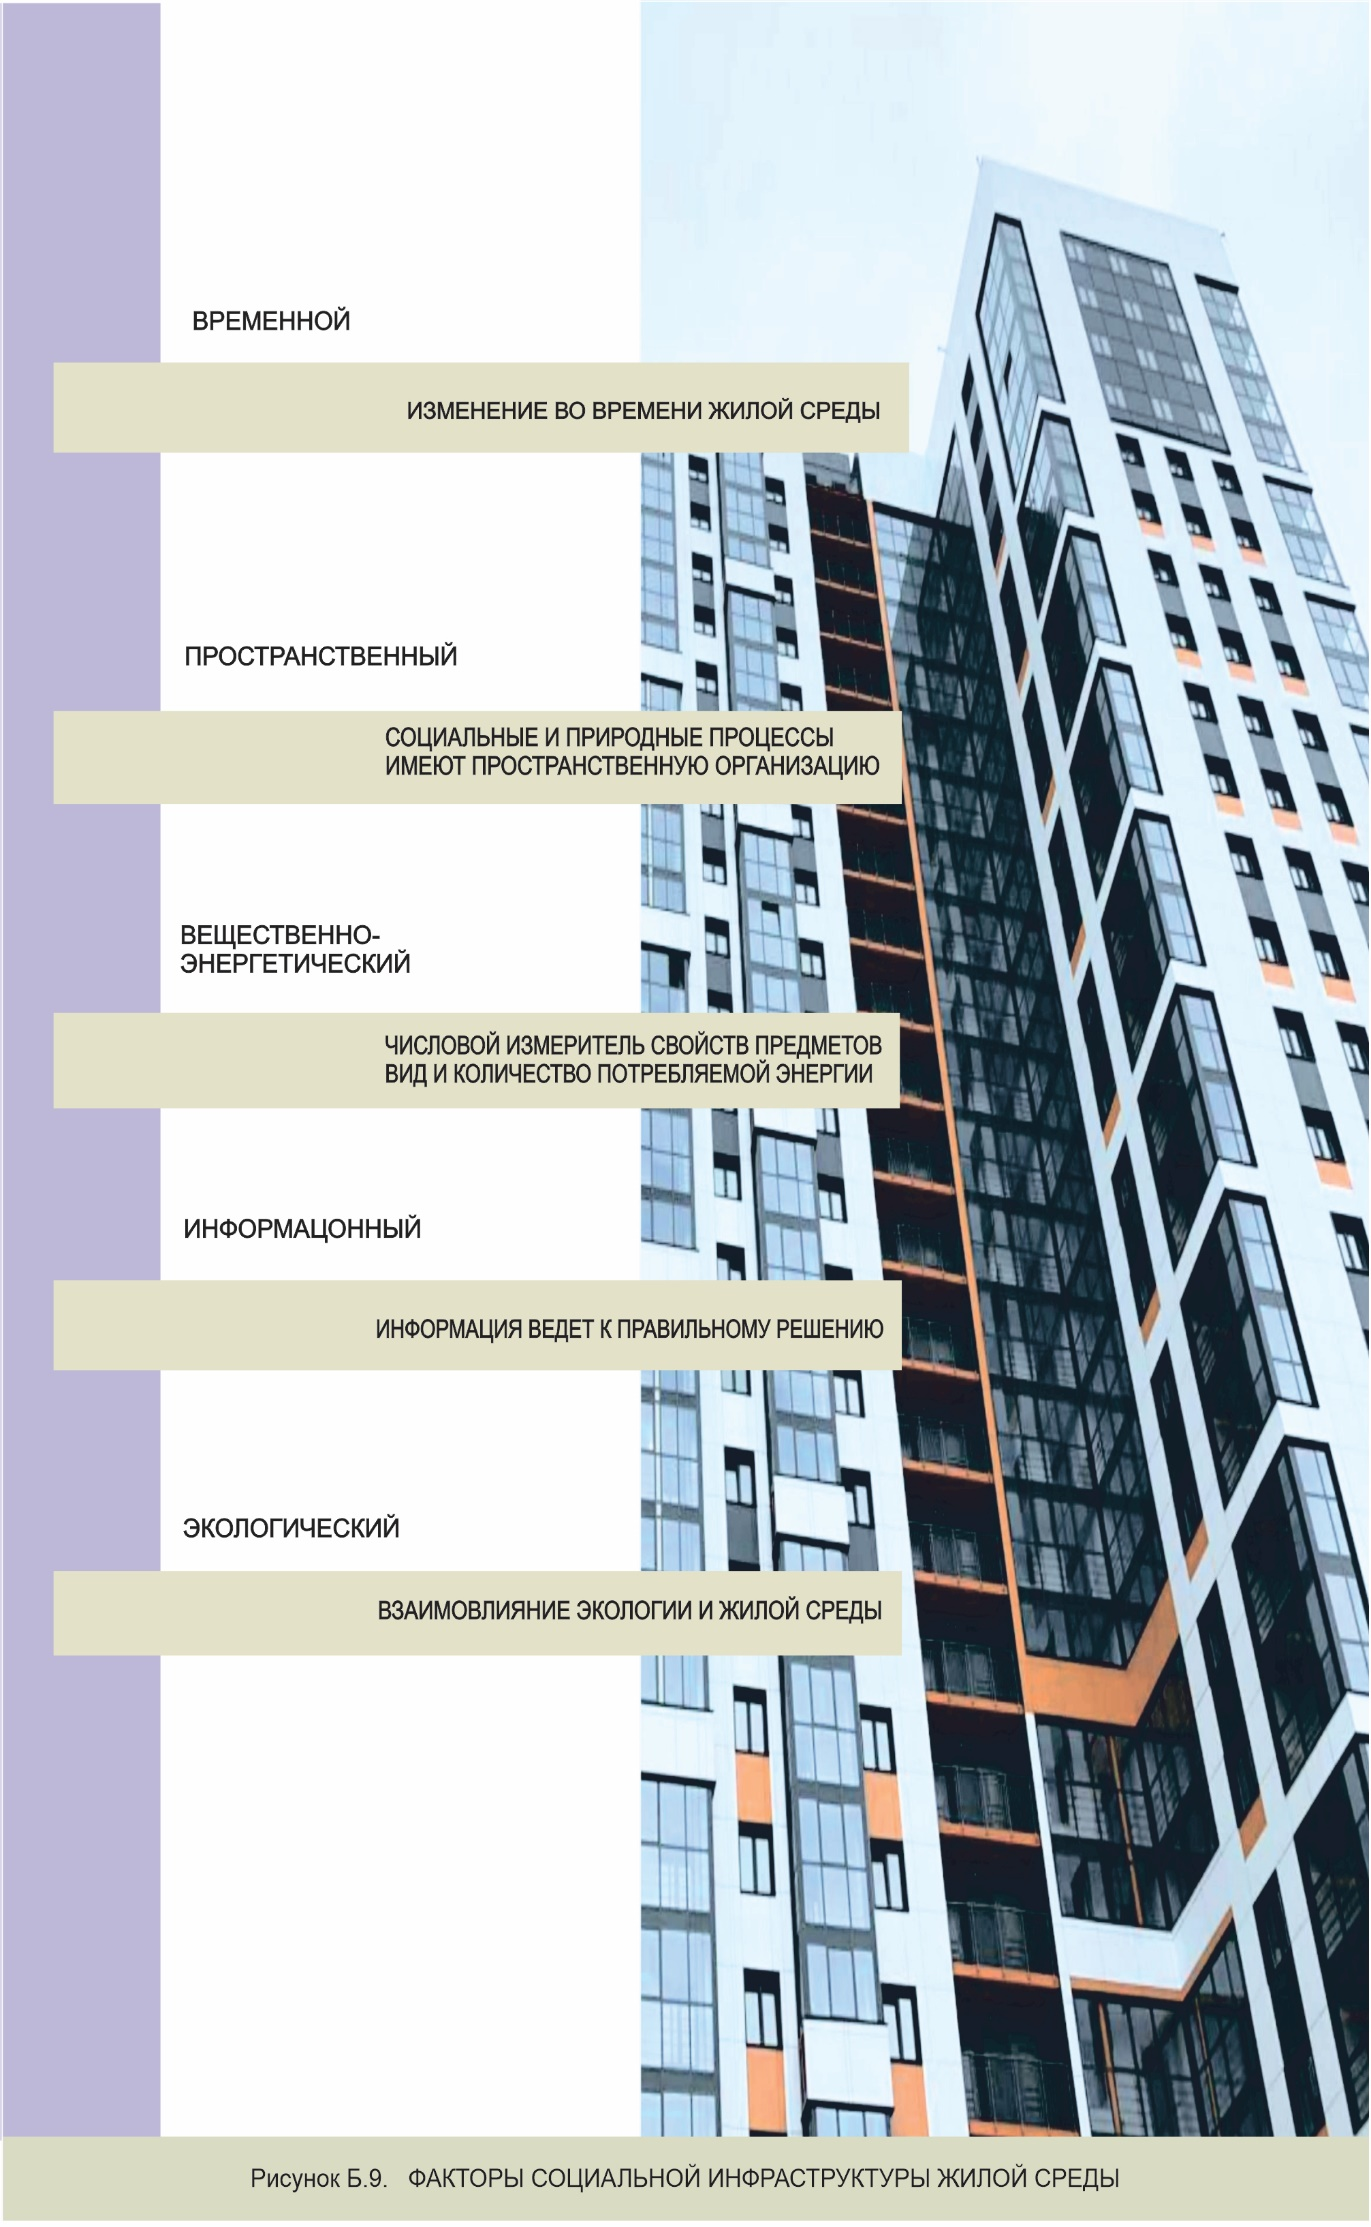 ВРЕМЕННОЙ
ИЗМЕНЕНИЕ ВО ВРЕМЕНИ ЖИЛОЙ СРЕДЫ
ПРОСТРАНСТВЕННЫЙ
СОЦИАЛЬНЫЕ И ПРИРОДНЫЕ ПРОЦЕССЫ
ИМЕЮТ ПРОСТРАНСТВЕННУЮ ОРГАНИЗАЦИЮ
ВЕЩЕСТВЕННО-
ЭНЕРГЕТИЧЕСКИЙ
ЧИСЛОВОЙ ИЗМЕРИТЕЛЬ СВОЙСТВ ПРЕДМЕТОВ
ВИД И КОЛИЧЕСТВО ПОТРЕБЛЯЕМОЙ ЭНЕРГИИ
ИНФОРМАЦОННЫЙ
ИНФОРМАЦИЯ ВЕДЕТ К ПРАВИЛЬНОМУ РЕШЕНИЮ
ЭКОЛОГИЧЕСКИЙ
ВЗАИМОВЛИЯНИЕ ЭКОЛОГИИ И ЖИЛОЙ СРЕДЫ
Рисунок Б.9. ФАКТОРЫ СОЦИАЛЬНОЙ ИНФРАСТРУКТУРЫ ЖИЛОЙ СРЕДЫ